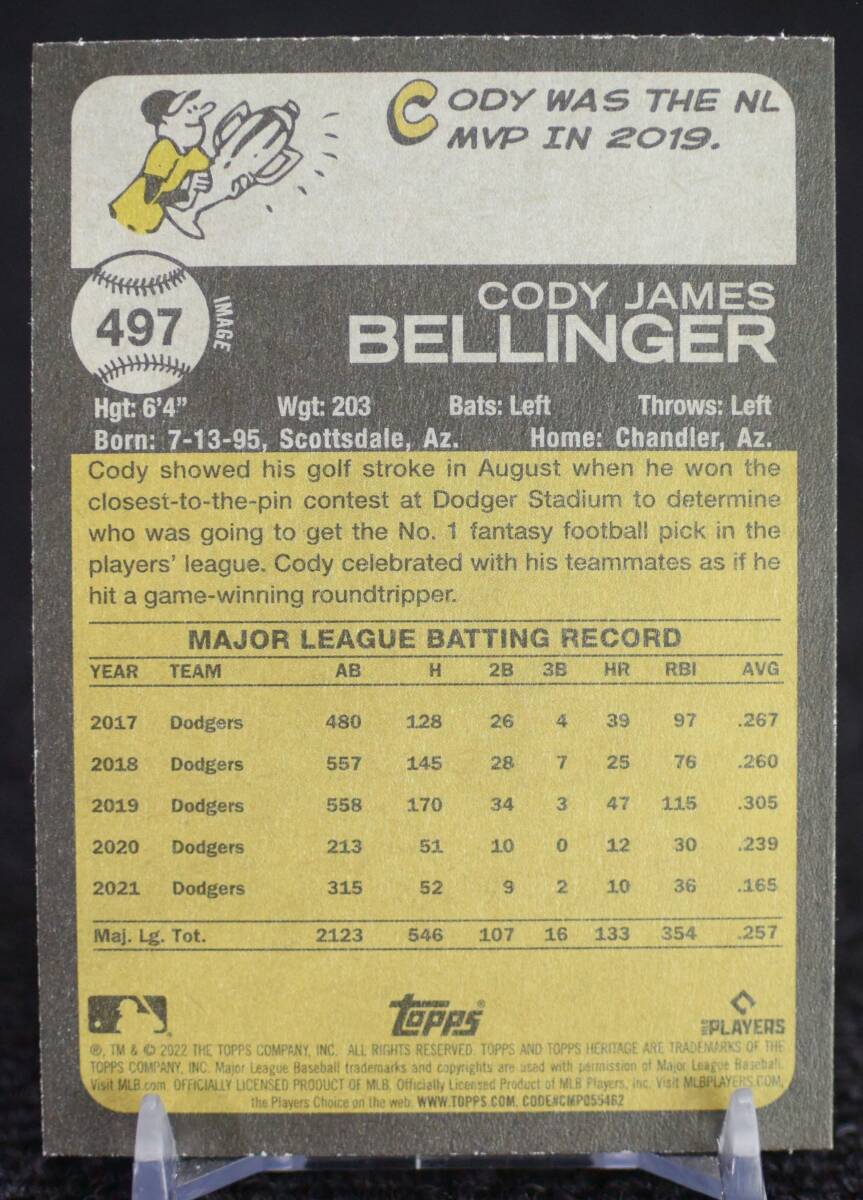 CODY WAS THE NL
MVP IN 2019.
497
IMAGE
CODY JAMES
BELLINGER
Hgt: 6'4" Wgt: 203 Bats: Left Throws: Left
Born: 7-13-95, Scottsdale, Az. Home: Chandler, Az.
Cody showed his golf stroke in August when he won the
closest-to-the-pin contest at Dodger Stadium to determine
who was going to get the No. 1 fantasy football pick in the
players' league. Cody celebrated with his teammates as if he
hit a game-winning roundtripper.
MAJOR LEAGUE BATTING RECORD
YEAR TEAM AB H 2B 3B HR RBI AVG
2017 Dodgers 480 128 26 4 39 97 .267
2018 Dodgers 557 145 28 7 25 76 .260
2019 Dodgers 558 170 34 3 47 115 .305
2020 Dodgers 213 51 10 0 12 30 .239
2021 Dodgers 315 52 9 2 10 36 .165
Maj. Lg. Tot. 2123 546 107 16 133 354 .257
Topps®
PLAYERS
®, TM & © 2022 THE TOPPS COMPANY, INC. ALL RIGHTS RESERVED. TOPPS AND TOPPS HERITAGE ARE TRADEMARKS OF THE
TOPPS COMPANY, INC. Major League Baseball trademarks and copyrights are used with permission of Major League Baseball.
Visit MLB.com. OFFICIALLY LICENSED PRODUCT OF MLB. Officially Licensed Product of MLB Players, Inc. Visit MLBPLAYERS.COM,
the Players Choice on the web. WWW.TOPPS.COM. CODE#CMP055462